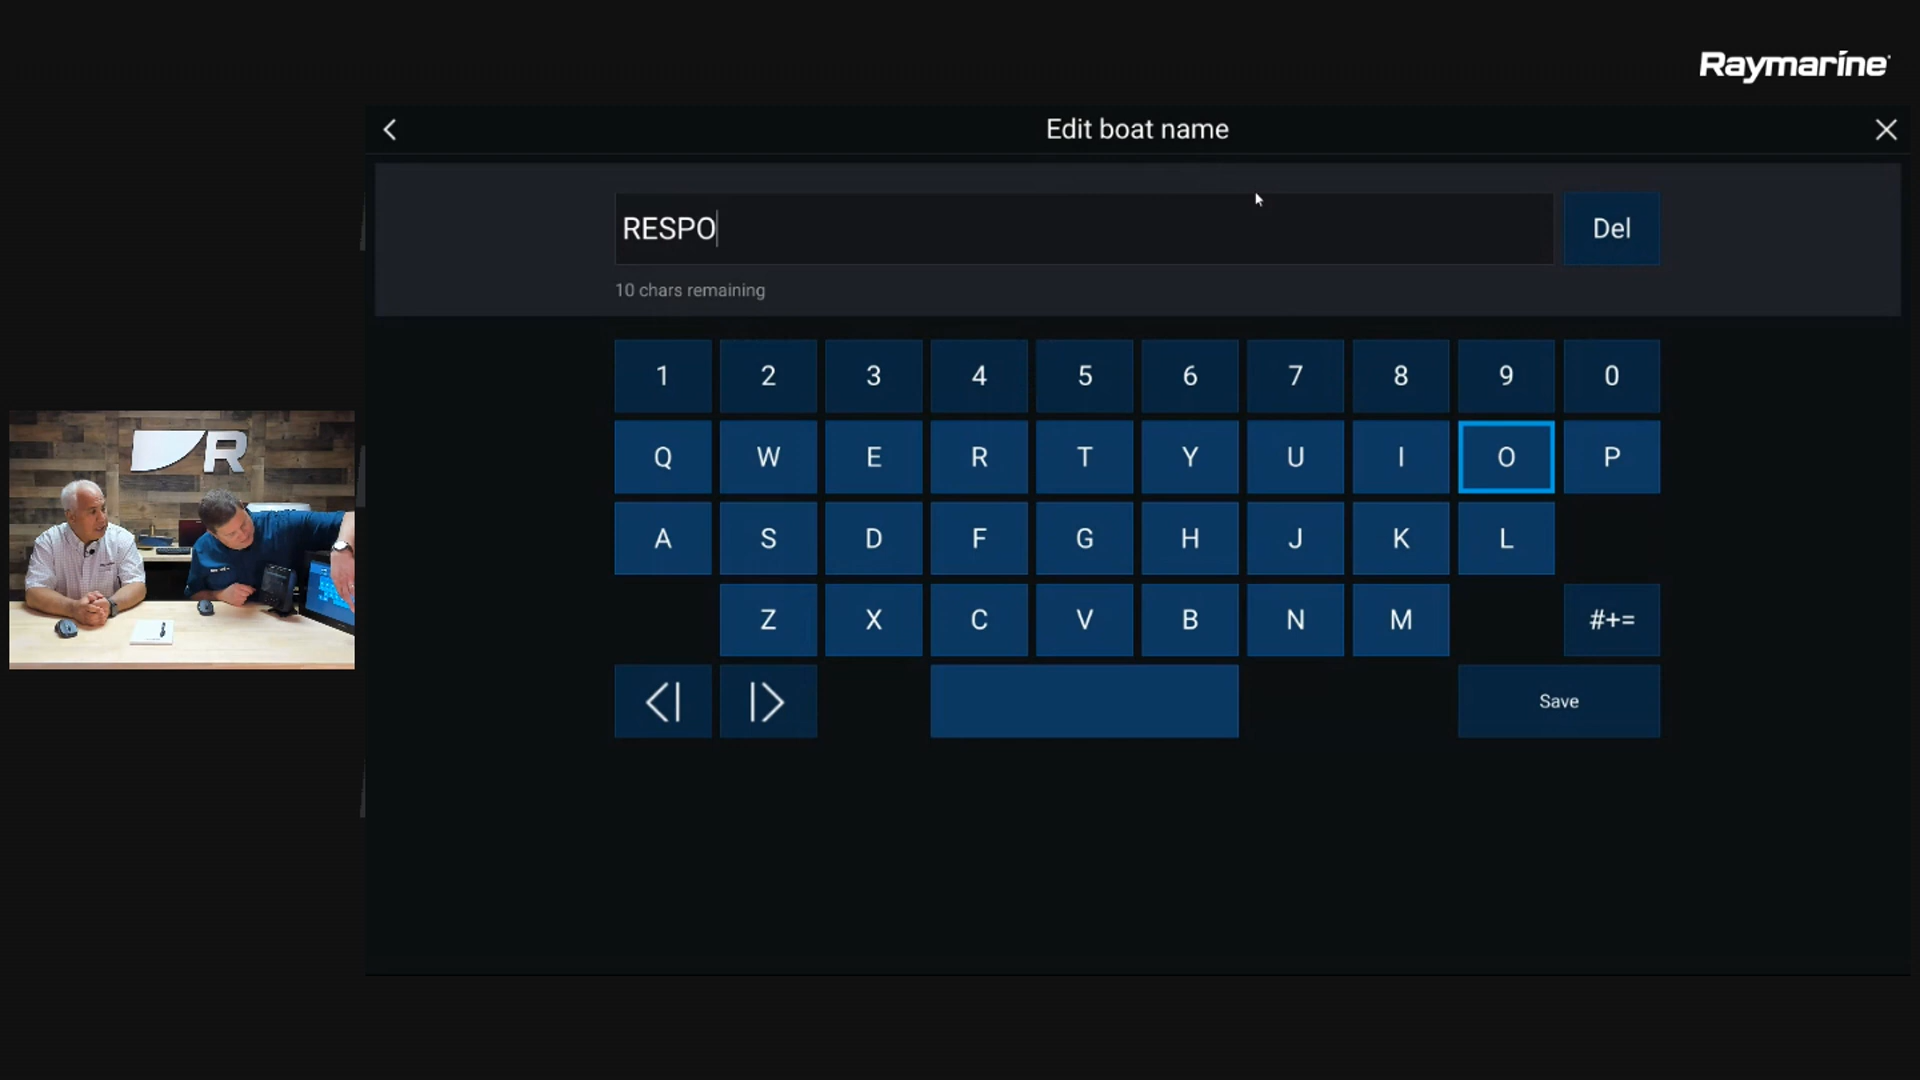 Raymarine
Edit boat name
RESPO
Del
10 chars remaining
1 2 3 4 5 6 7 8 9 0
Q W E R T Y U I O P
A S D F G H J K L
Z X C V B N M #+=
Save
R